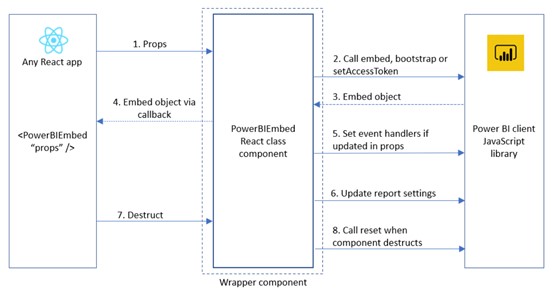 Any React app
<PowerBIEmbed
"props" />
1. Props
4. Embed object via
callback
7. Destruct
PowerBIEmbed
React class
component
Wrapper component
2. Call embed, bootstrap or
setAccessToken
3. Embed object
5. Set event handlers if
updated in props
6. Update report settings
8. Call reset when
component destructs
Power BI client
JavaScript
library